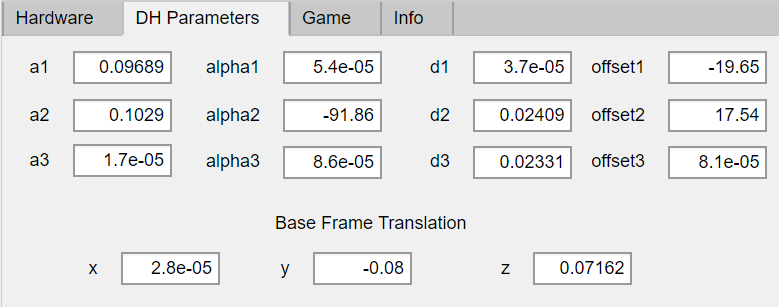 Hardware DH Parameters Game Info
a1 0.09689 alpha1 5.4e-05 d1 3.7e-05 offset1 -19.65
a2 0.1029 alpha2 -91.86 d2 0.02409 offset2 17.54
a3 1.7e-05 alpha3 8.6e-05 d3 0.02331 offset3 8.1e-05
Base Frame Translation
x 2.8e-05 y -0.08 z 0.07162